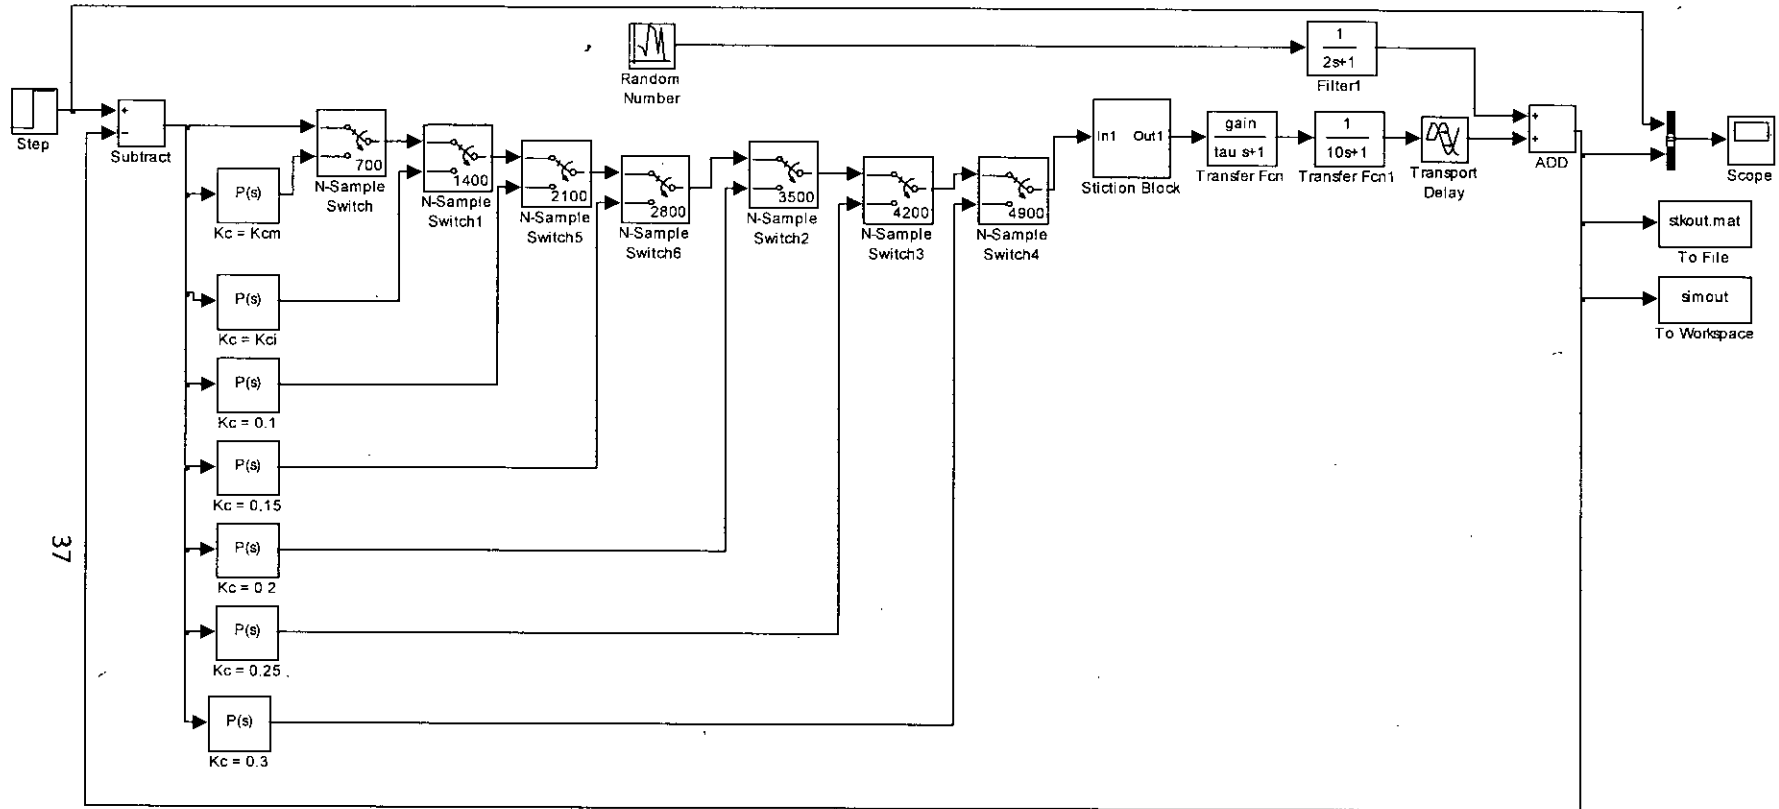 Step
+
−
Subtract
Random
Number
1
2s+1
Filter1
700
N-Sample
Switch
1400
N-Sample
Switch1
2100
N-Sample
Switch5
2800
N-Sample
Switch6
3500
N-Sample
Switch2
4200
N-Sample
Switch3
4900
N-Sample
Switch4
In1 Out1
Stiction Block
gain
tau s+1
Transfer Fcn
1
10s+1
Transfer Fcn1
Transport
Delay
+
+
ADD
Scope
stkout.mat
To File
simout
To Workspace
P(s)
Kc = Kcm
P(s)
Kc = Kci
P(s)
Kc = 0.1
P(s)
Kc = 0.15
P(s)
Kc = 0.2
P(s)
Kc = 0.25
P(s)
Kc = 0.3
37